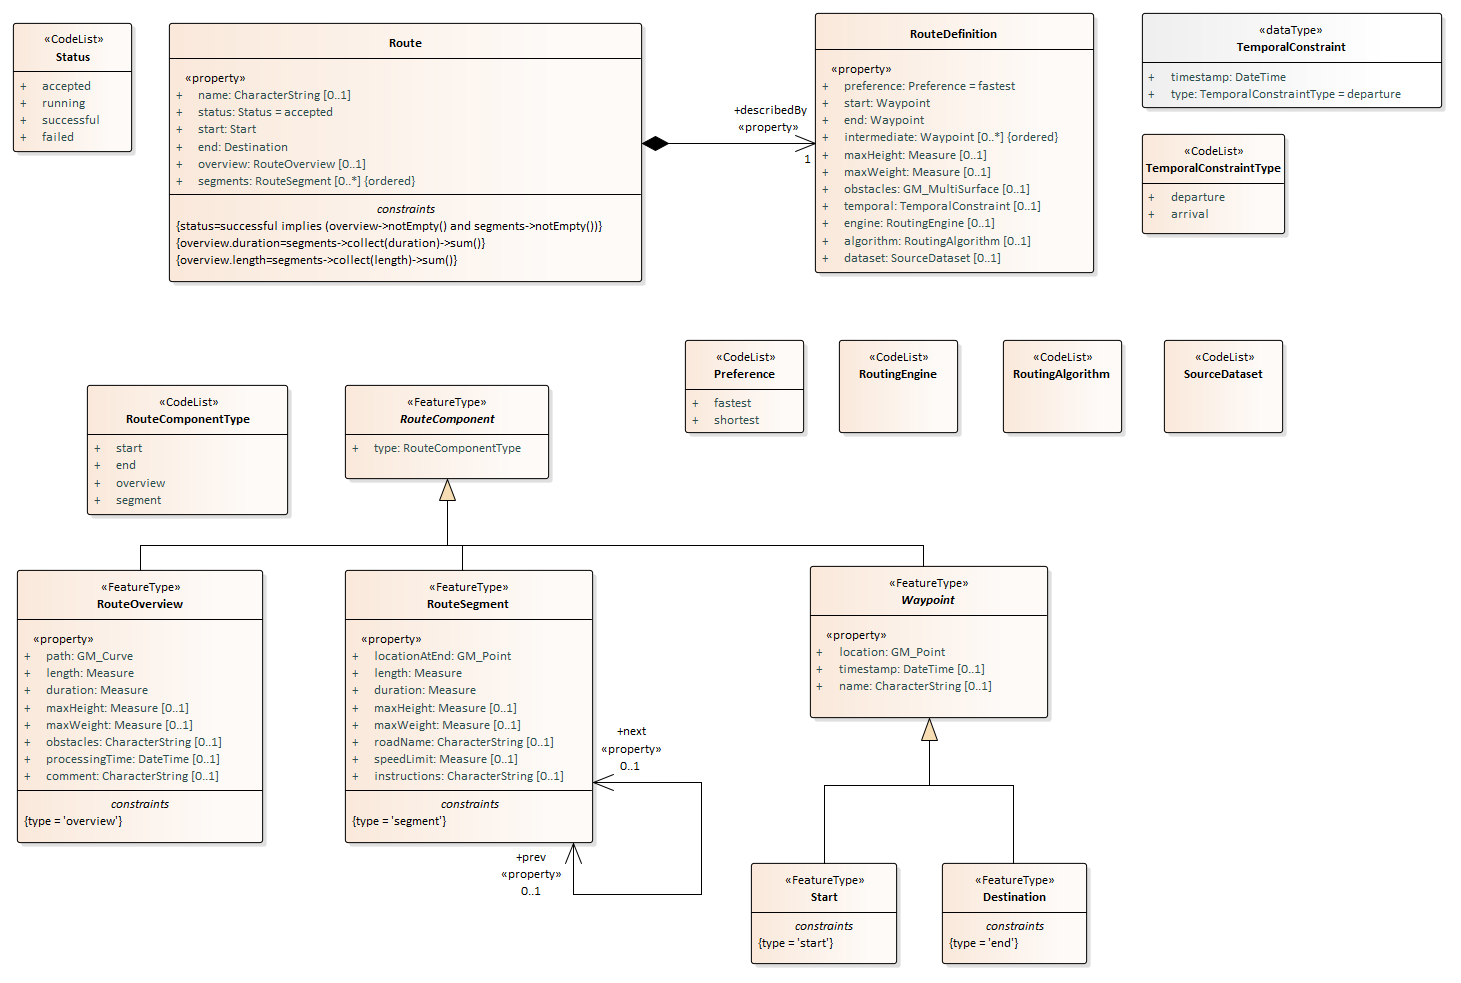 «CodeList»
Status
+ accepted
+ running
+ successful
+ failed
Route
«property»
+ name: CharacterString [0..1]
+ status: Status = accepted
+ start: Start
+ end: Destination
+ overview: RouteOverview [0..1]
+ segments: RouteSegment [0..*] {ordered}
constraints
{status=successful implies (overview->notEmpty() and segments->notEmpty())}
{overview.duration=segments->collect(duration)->sum()}
{overview.length=segments->collect(length)->sum()}
+describedBy
«property»
1
RouteDefinition
«property»
+ preference: Preference = fastest
+ start: Waypoint
+ end: Waypoint
+ intermediate: Waypoint [0..*] {ordered}
+ maxHeight: Measure [0..1]
+ maxWeight: Measure [0..1]
+ obstacles: GM_MultiSurface [0..1]
+ temporal: TemporalConstraint [0..1]
+ engine: RoutingEngine [0..1]
+ algorithm: RoutingAlgorithm [0..1]
+ dataset: SourceDataset [0..1]
«dataType»
TemporalConstraint
+ timestamp: DateTime
+ type: TemporalConstraintType = departure
«CodeList»
TemporalConstraintType
+ departure
+ arrival
«CodeList»
Preference
+ fastest
+ shortest
«CodeList»
RoutingEngine
«CodeList»
RoutingAlgorithm
«CodeList»
SourceDataset
«CodeList»
RouteComponentType
+ start
+ end
+ overview
+ segment
«FeatureType»
RouteComponent
+ type: RouteComponentType
«FeatureType»
RouteOverview
«property»
+ path: GM_Curve
+ length: Measure
+ duration: Measure
+ maxHeight: Measure [0..1]
+ maxWeight: Measure [0..1]
+ obstacles: CharacterString [0..1]
+ processingTime: DateTime [0..1]
+ comment: CharacterString [0..1]
constraints
{type = 'overview'}
«FeatureType»
RouteSegment
«property»
+ locationAtEnd: GM_Point
+ length: Measure
+ duration: Measure
+ maxHeight: Measure [0..1]
+ maxWeight: Measure [0..1]
+ roadName: CharacterString [0..1]
+ speedLimit: Measure [0..1]
+ instructions: CharacterString [0..1]
constraints
{type = 'segment'}
+next
«property»
0..1
+prev
«property»
0..1
«FeatureType»
Waypoint
«property»
+ location: GM_Point
+ timestamp: DateTime [0..1]
+ name: CharacterString [0..1]
«FeatureType»
Start
constraints
{type = 'start'}
«FeatureType»
Destination
constraints
{type = 'end'}